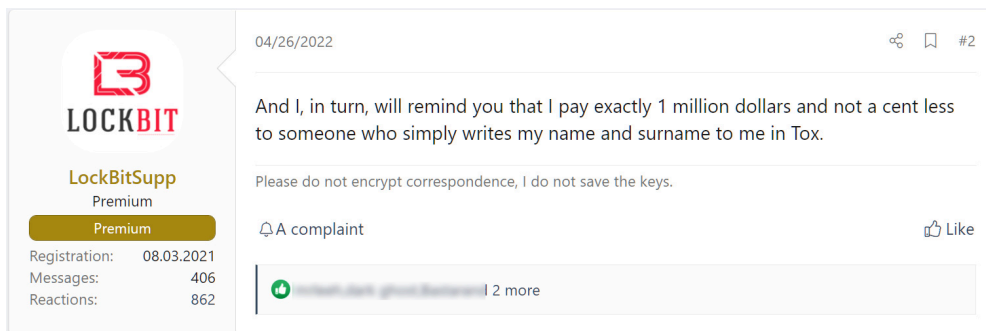 04/26/2022
#2
And I, in turn, will remind you that I pay exactly 1 million dollars and not a cent less
to someone who simply writes my name and surname to me in Tox.
Please do not encrypt correspondence, I do not save the keys.
LOCKBIT
LockBitSupp
Premium
Premium
Registration: 08.03.2021
Messages: 406
Reactions: 862
A complaint
Like
2 more